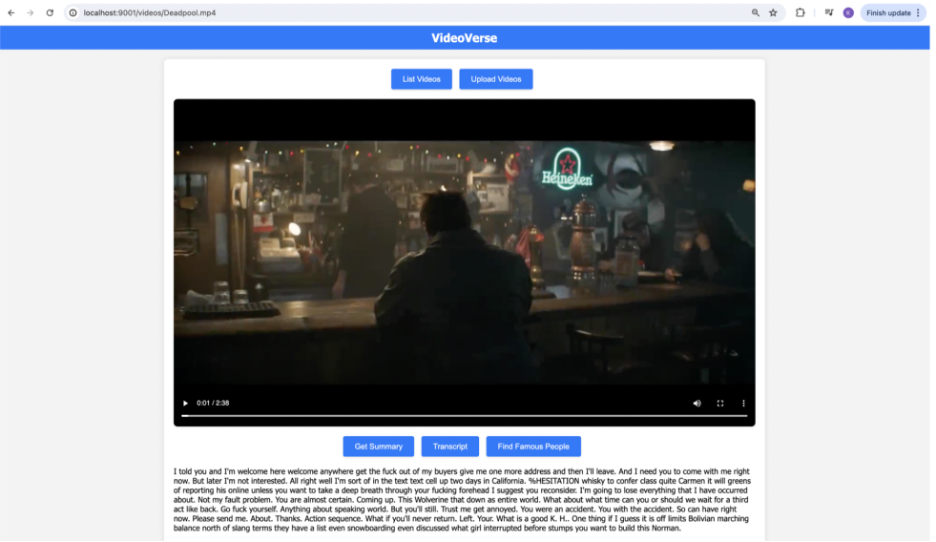 localhost:9001/videos/Deadpool.mp4
Finish update
VideoVerse
List Videos
Upload Videos
Heineken
0:01 / 2:38
Get Summary
Transcript
Find Famous People
I told you and I'm welcome here welcome anywhere get the fuck out of my buyers give me one more address and then I'll leave. And I need you to come with me right
now. But later I'm not interested. All right well I'm sort of in the text text cell up two days in California. %HESITATION whisky to confer class quite Carmen it will greens
of reporting his online unless you want to take a deep breath through your fucking forehead I suggest you reconsider. I'm going to lose everything that I have occurred
about. Not my fault problem. You are almost certain. Coming up. This Wolverine that down as entire world. What about what time can you or should we wait for a third
act like back. Go fuck yourself. Anything about speaking world. But you'll still. Trust me get annoyed. You were an accident. You with the accident. So can have right
now. Please send me. About. Thanks. Action sequence. What if you'll never return. Left. Your. What is a good K. H.. One thing if I guess it is off limits Bolivian marching
balance north of slang terms they have a list even snowboarding even discussed what girl interrupted before stumps you want to build this Norman.